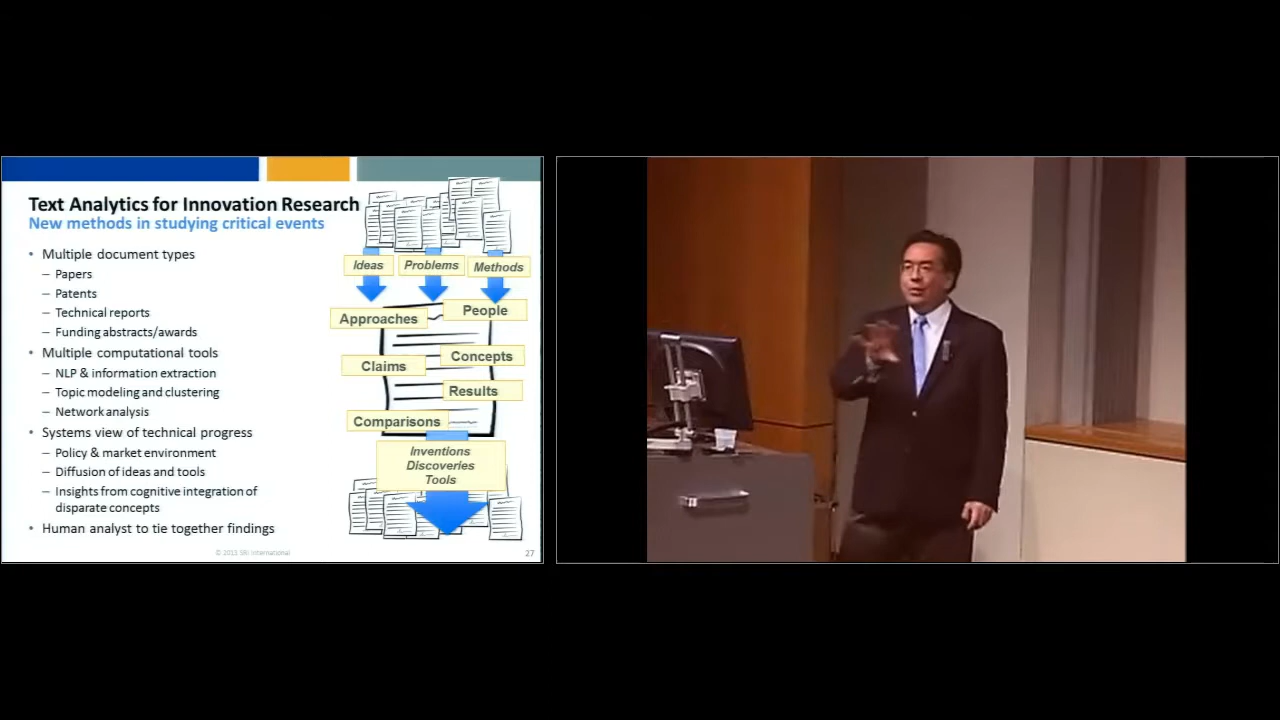 Text Analytics for Innovation Research
New methods in studying critical events
• Multiple document types
– Papers
– Patents
– Technical reports
– Funding abstracts/awards
• Multiple computational tools
– NLP & information extraction
– Topic modeling and clustering
– Network analysis
• Systems view of technical progress
– Policy & market environment
– Diffusion of ideas and tools
– Insights from cognitive integration of
disparate concepts
• Human analyst to tie together findings
Ideas
Problems
Methods
Approaches
People
Claims
Concepts
Results
Comparisons
Inventions
Discoveries
Tools
© 2013 SRI International
27